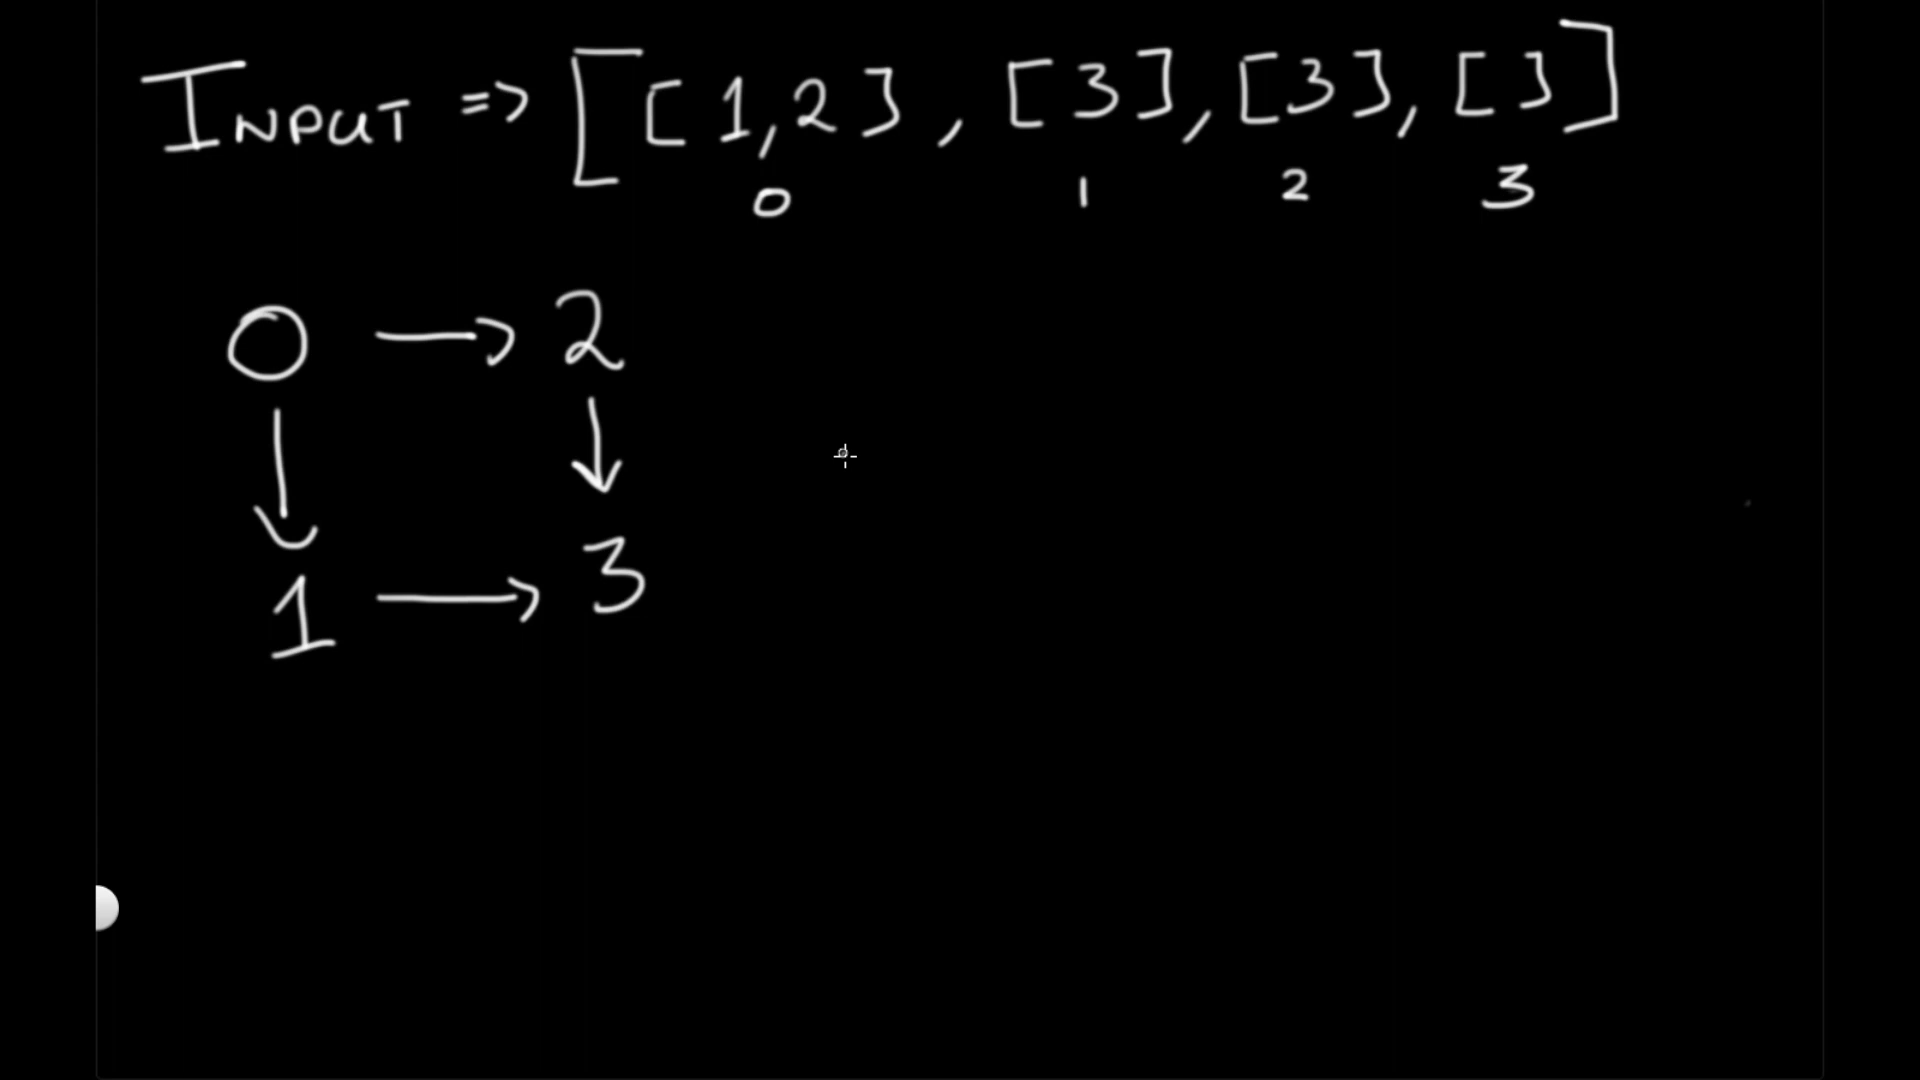 INPUT => [[1,2], [3], [3], []]
0 1 2 3
0 → 2
↓ ↓
1 → 3